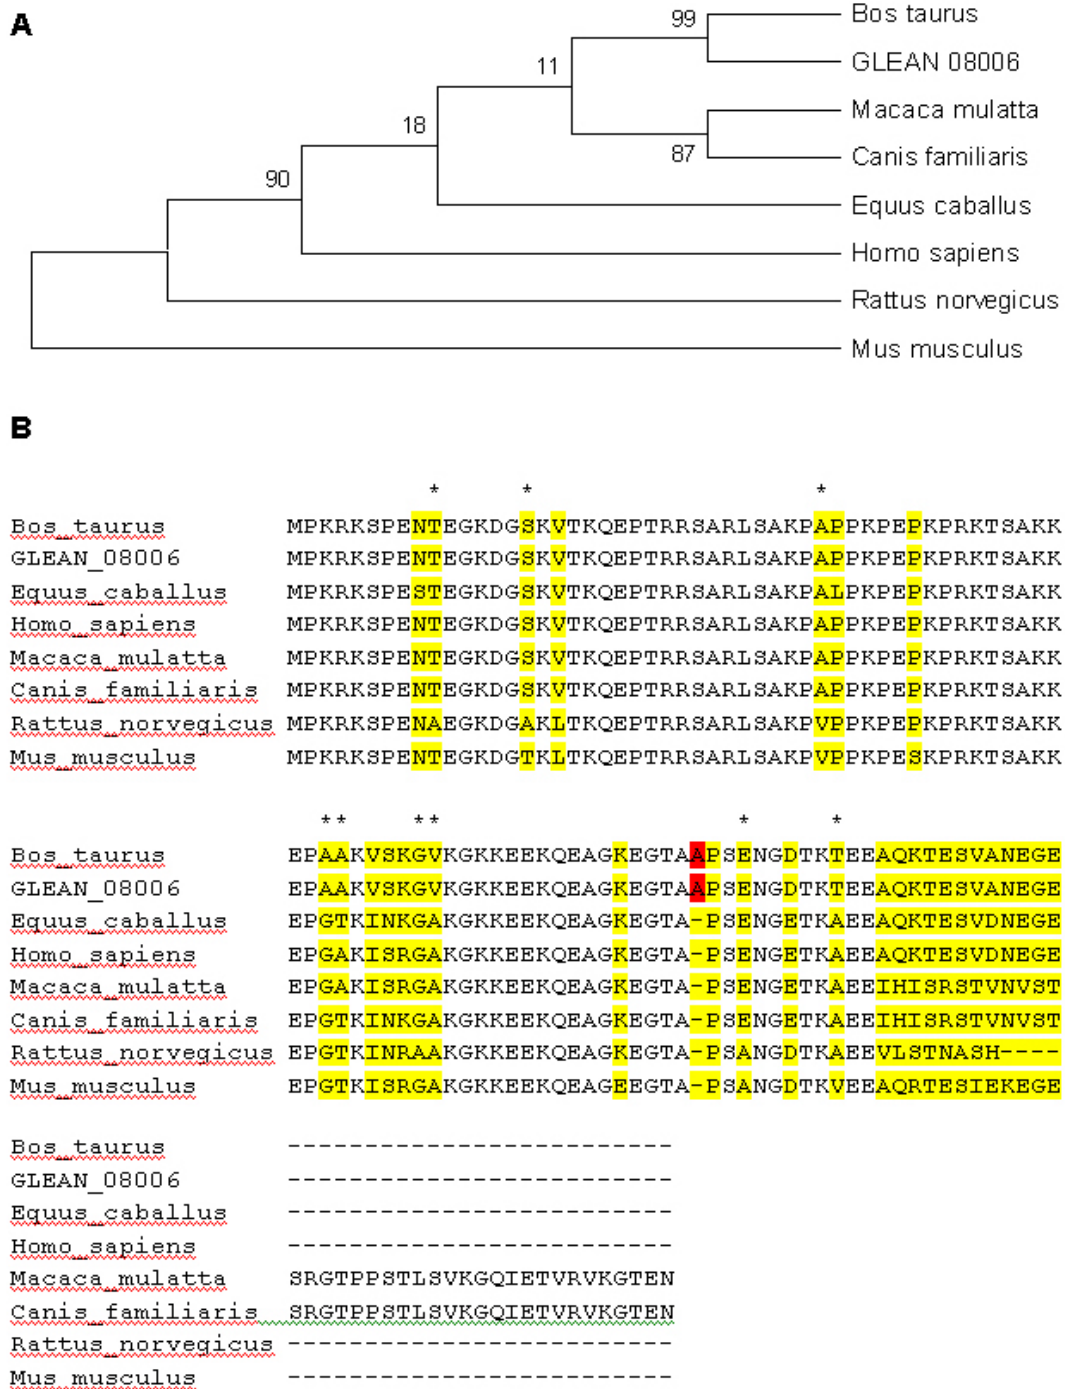 A
99
Bos taurus
GLEAN 08006
11
Macaca mulatta
18
87
Canis familiaris
90
Equus caballus
Homo sapiens
Rattus norvegicus
Mus musculus
B
* * *
Bos_taurus MPKRKSPENTEGKDGSKVTKQEPTRRSARLSAKPAPPKPEPKPRKTSAKK
GLEAN_08006 MPKRKSPENTEGKDGSKVTKQEPTRRSARLSAKPAPPKPEPKPRKTSAKK
Equus_caballus MPKRKSPESTEGKDGSKVTKQEPTRRSARLSAKPALPKPEPKPRKTSAKK
Homo_sapiens MPKRKSPENTEGKDGSKVTKQEPTRRSARLSAKPAPPKPEPKPRKTSAKK
Macaca_mulatta MPKRKSPENTEGKDGSKVTKQEPTRRSARLSAKPAPPKPEPKPRKTSAKK
Canis_familiaris MPKRKSPENTEGKDGSKVTKQEPTRRSARLSAKPAPPKPEPKPRKTSAKK
Rattus_norvegicus MPKRKSPENAEGKDGAKLTKQEPTRRSARLSAKPVPPKPEPKPRKTSAKK
Mus_musculus MPKRKSPENTEGKDGTKLTKQEPTRRSARLSAKPVPPKPESKPRKTSAKK
** ** * *
Bos_taurus EPAAKVSKGVKGKKEEKQEAGKEGTAAPSENGDTKTEEAQKTESVANEGE
GLEAN_08006 EPAAKVSKGVKGKKEEKQEAGKEGTAAPSENGDTKTEEAQKTESVANEGE
Equus_caballus EPGTKINKGAKGKKEEKQEAGKEGTA-PSENGETKAEEAQKTESVDNEGE
Homo_sapiens EPGAKISRGAKGKKEEKQEAGKEGTA-PSENGETKAEEAQKTESVDNEGE
Macaca_mulatta EPGAKISRGAKGKKEEKQEAGKEGTA-PSENGETKAEEIHISRSTVNVST
Canis_familiaris EPGTKINKGAKGKKEEKQEAGKEGTA-PSENGETKAEEIHISRSTVNVST
Rattus_norvegicus EPGTKINRAAKGKKEEKQEAGKEGTA-PSANGDTKAEEVLSTNASH----
Mus_musculus EPGTKISRGAKGKKEEKQEAGEEGTA-PSANGDTKVEEAQRTESIEKEGE
Bos_taurus -------------------------
GLEAN_08006 -------------------------
Equus_caballus -------------------------
Homo_sapiens -------------------------
Macaca_mulatta SRGTPPSTLSVKGQIETVRVKGTEN
Canis_familiaris SRGTPPSTLSVKGQIETVRVKGTEN
Rattus_norvegicus -------------------------
Mus_musculus -------------------------